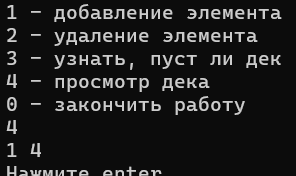 1 - добавление элемента
2 - удаление элемента
3 - узнать, пуст ли дек
4 - просмотр дека
0 - закончить работу
4
1 4
Нажмите enter